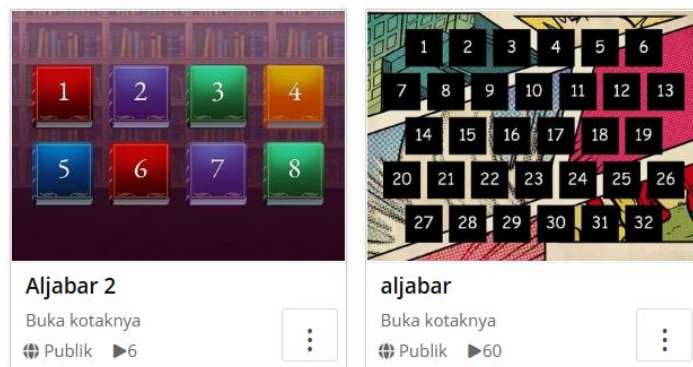 1 2 3 4
5 6 7 8
Aljabar 2
Buka kotaknya
Publik 6
1 2 3 4 5 6
7 8 9 10 11 12 13
14 15 16 17 18 19
20 21 22 23 24 25 26
27 28 29 30 31 32
aljabar
Buka kotaknya
Publik 60